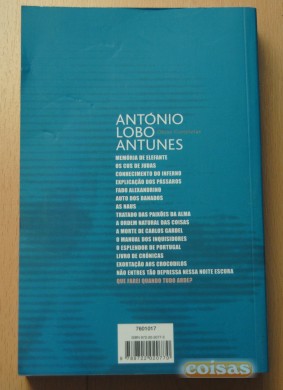 ANTÓNIO
LOBO
ANTUNES
MEMÓRIA DE ELEFANTE
OS CUS DE JUDAS
CONHECIMENTO DO INFERNO
EXPLICAÇÃO DOS PÁSSAROS
FADO ALEXANDRINO
AUTO DOS DANADOS
AS NAUS
TRATADO DAS PAIXÕES DA ALMA
A ORDEM NATURAL DAS COISAS
A MORTE DE CARLOS GARDEL
O MANUAL DOS INQUISIDORES
O ESPLENDOR DE PORTUGAL
LIVRO DE CRÓNICAS
EXORTAÇÃO AOS CROCODILOS
NÃO ENTRES TÃO DEPRESSA NESSA NOITE ESCURA
QUE FAREI QUANDO TUDO ARDE?
7601017
coisas